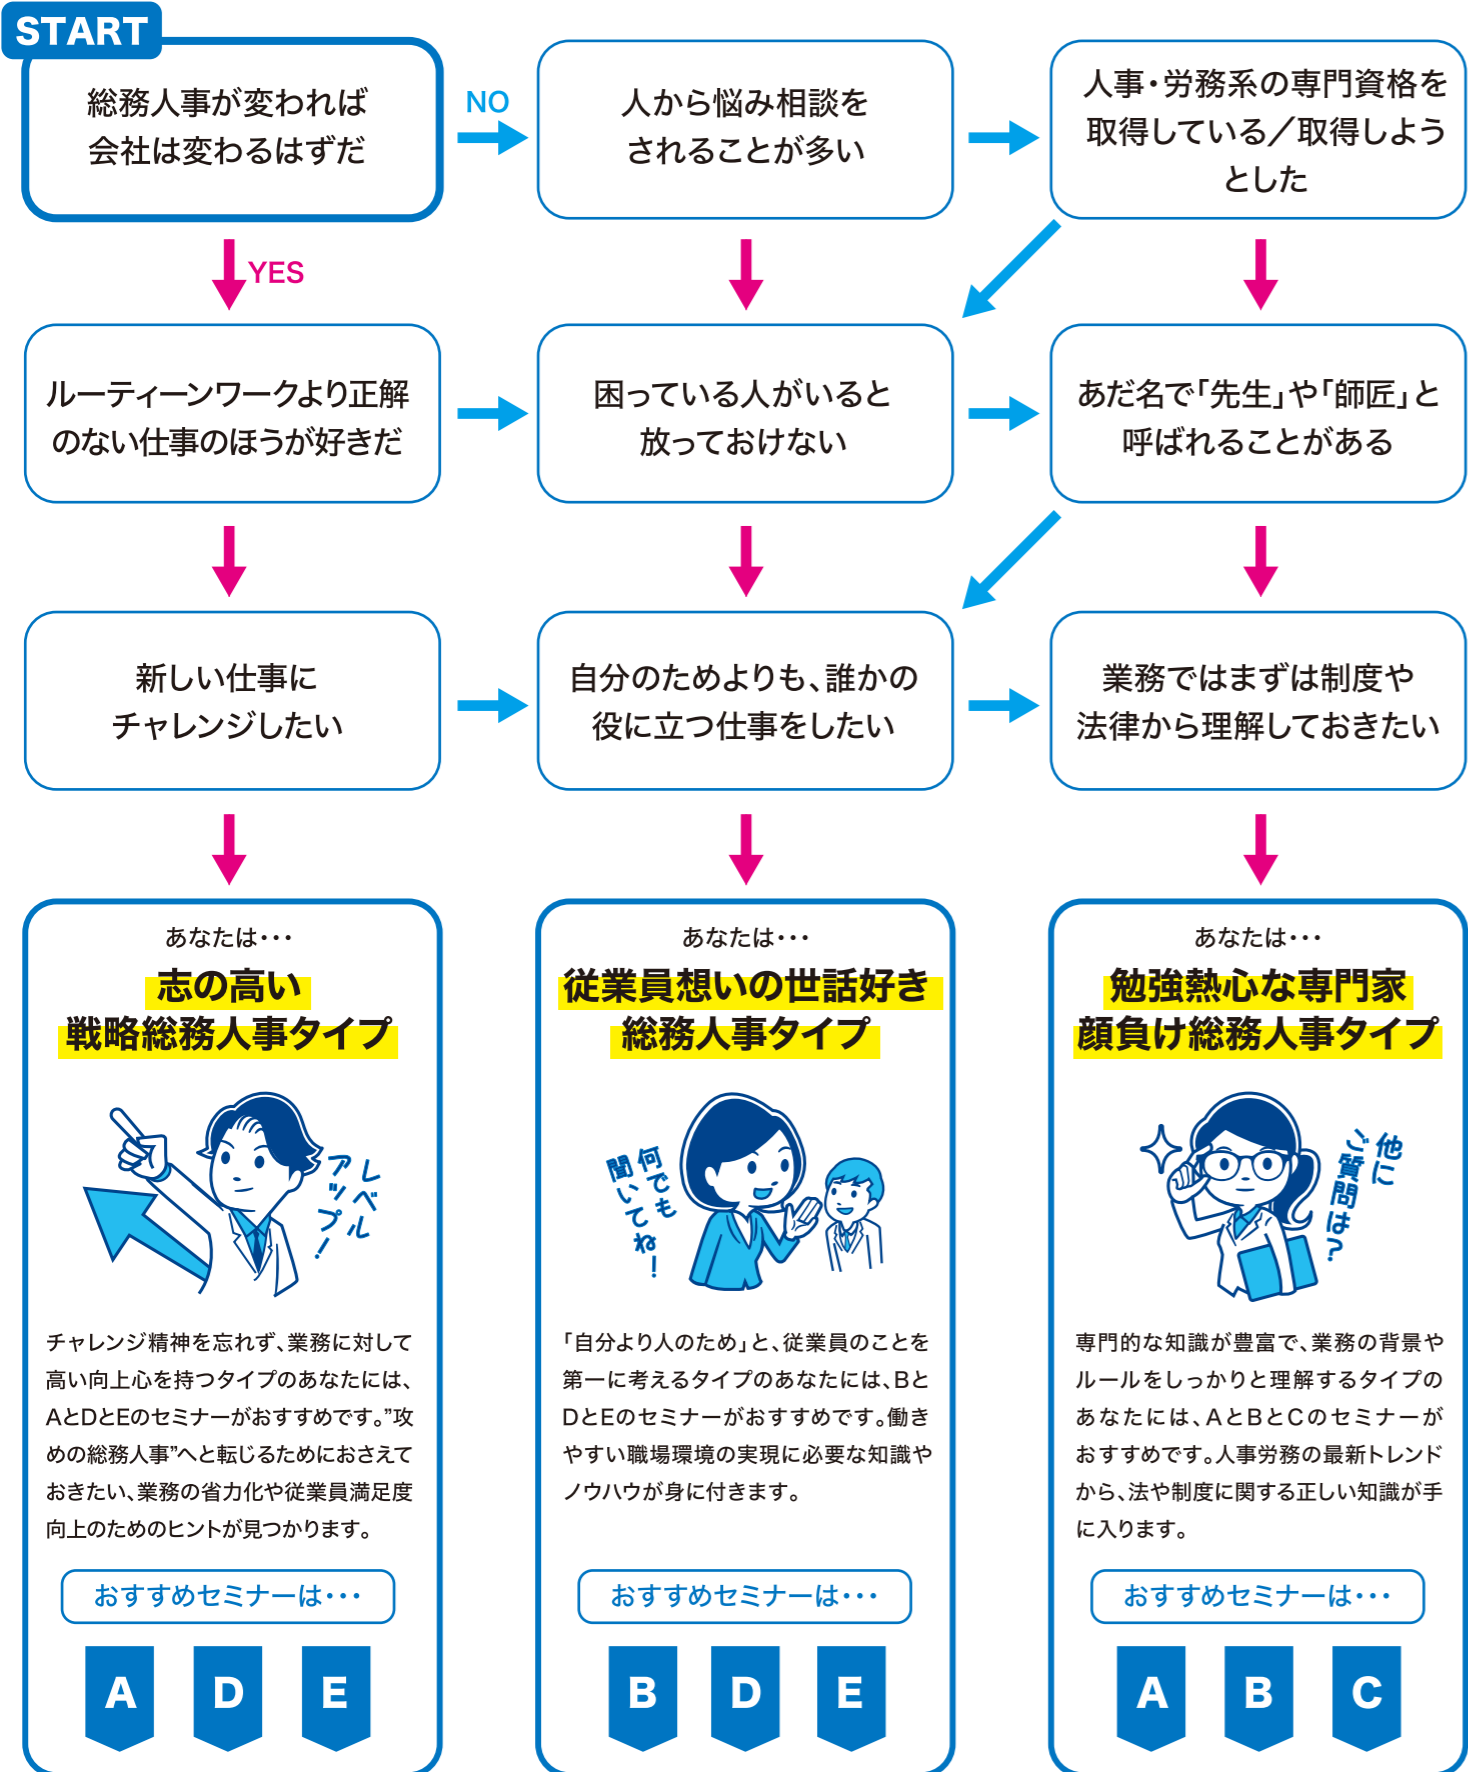 START
総務人事が変われば
会社は変わるはずだ
NO
人から悩み相談を
されることが多い
人事・労務系の専門資格を
取得している／取得しよう
とした
YES
ルーティーンワークより正解
のない仕事のほうが好きだ
困っている人がいると
放っておけない
あだ名で「先生」や「師匠」と
呼ばれることがある
新しい仕事に
チャレンジしたい
自分のためよりも、誰かの
役に立つ仕事をしたい
業務ではまずは制度や
法律から理解しておきたい
あなたは・・・
志の高い
戦略総務人事タイプ
レベル
アップ！
チャレンジ精神を忘れず、業務に対して
高い向上心を持つタイプのあなたには、
AとDとEのセミナーがおすすめです。”攻
めの総務人事”へと転じるためにおさえて
おきたい、業務の省力化や従業員満足度
向上のためのヒントが見つかります。
おすすめセミナーは・・・
A D E
あなたは・・・
従業員想いの世話好き
総務人事タイプ
何でも
聞いてね！
「自分より人のため」と、従業員のことを
第一に考えるタイプのあなたには、Bと
DとEのセミナーがおすすめです。働き
やすい職場環境の実現に必要な知識や
ノウハウが身に付きます。
おすすめセミナーは・・・
B D E
あなたは・・・
勉強熱心な専門家
顔負け総務人事タイプ
他に
ご質問は？
専門的な知識が豊富で、業務の背景や
ルールをしっかりと理解するタイプの
あなたには、AとBとCのセミナーが
おすすめです。人事労務の最新トレンド
から、法や制度に関する正しい知識が手
に入ります。
おすすめセミナーは・・・
A B C